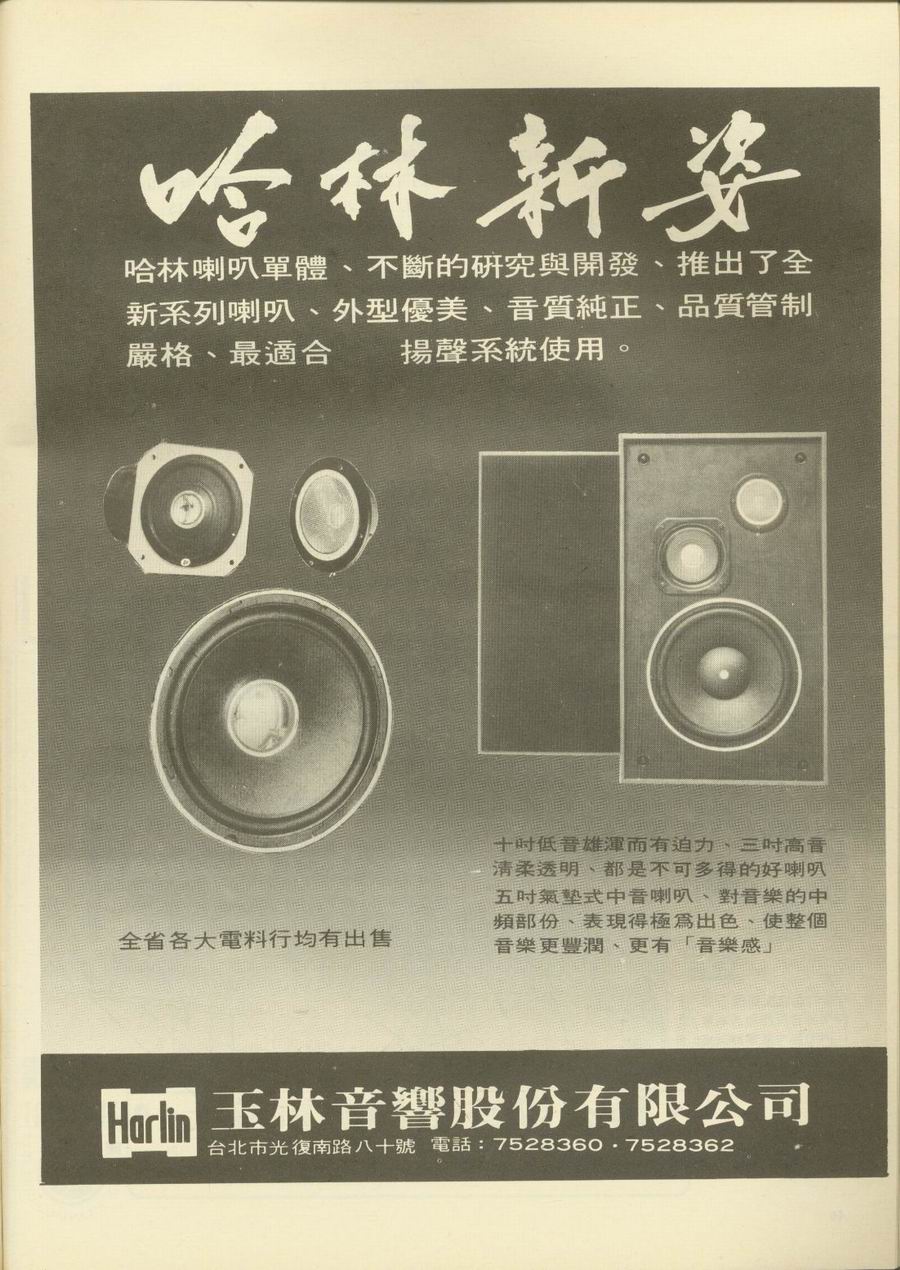 哈林新姿
哈林喇叭單體、不斷的研究與開發、推出了全
新系列喇叭、外型優美、音質純正、品質管制
嚴格、最適合　　揚聲系統使用。
十吋低音雄渾而有迫力、三吋高音
清柔透明、都是不可多得的好喇叭
五吋氣墊式中音喇叭、對音樂的中
頻部份、表現得極爲出色、使整個
音樂更豐潤、更有「音樂感」
全省各大電料行均有出售
Harlin 玉林音響股份有限公司
台北市光復南路八十號 電話：7528360・7528362